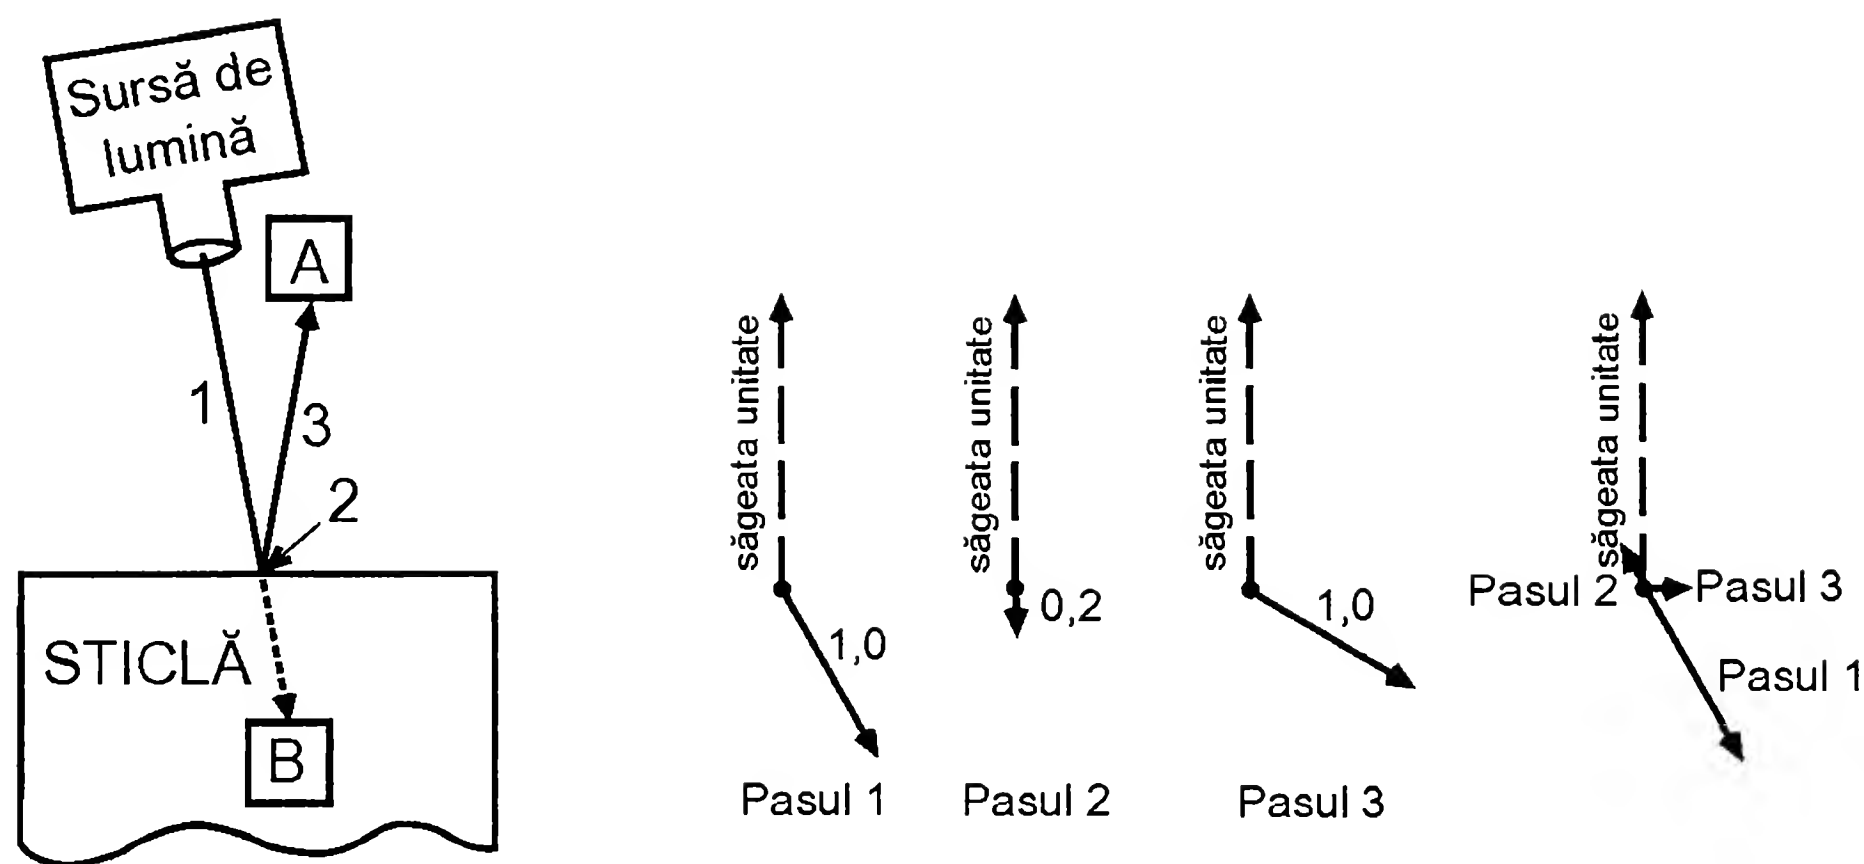 Sursă de
lumină
A
1
3
2
STICLĂ
B
săgeata unitate
1,0
Pasul 1
săgeata unitate
0,2
Pasul 2
săgeata unitate
1,0
Pasul 3
săgeata unitate
Pasul 2
Pasul 3
Pasul 1